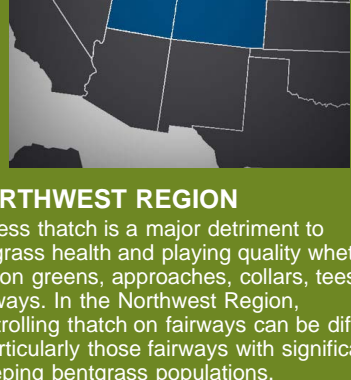 RTHWEST REGION
ess thatch is a major detriment to
grass health and playing quality whet
on greens, approaches, collars, tees
ways. In the Northwest Region,
trolling thatch on fairways can be dif
rticularly those fairways with significa
eping bentgrass populations.